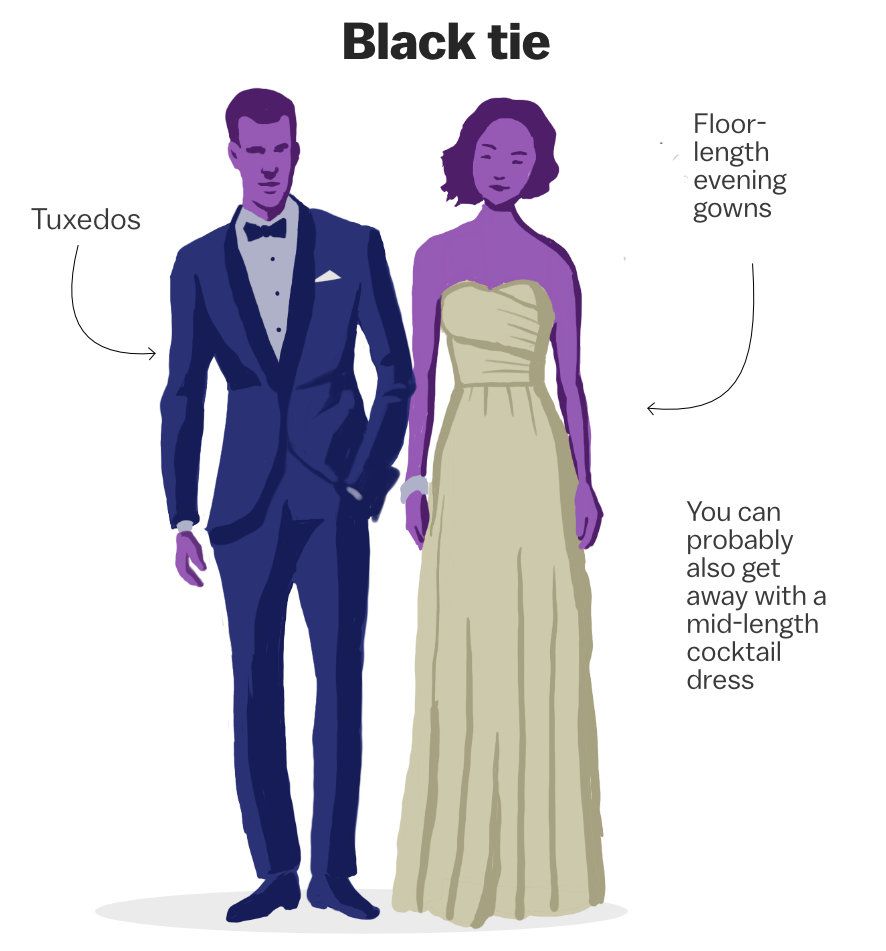 Black tie
Tuxedos
Floor-
length
evening
gowns
You can
probably
also get
away with a
mid-length
cocktail
dress